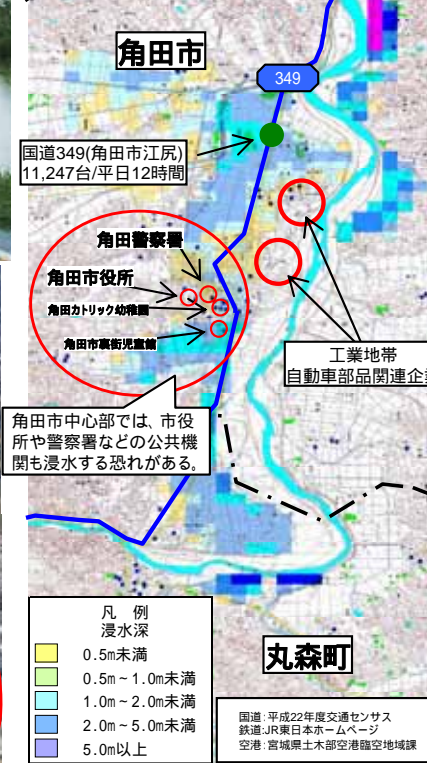 角田市
349
国道349(角田市江尻)
11,247台/平日12時間
角田警察署
角田市役所
角田カトリック幼稚園
角田市裏街児童館
工業地帯
自動車部品関連企業
角田市中心部では、市役
所や警察署などの公共機
関も浸水する恐れがある。
凡 例
浸水深
0.5m未満
0.5m~1.0m未満
1.0m~2.0m未満
2.0m~5.0m未満
5.0m以上
丸森町
国道:平成22年度交通センサス
鉄道:JR東日本ホームページ
空港:宮城県土木部空港臨空地域課